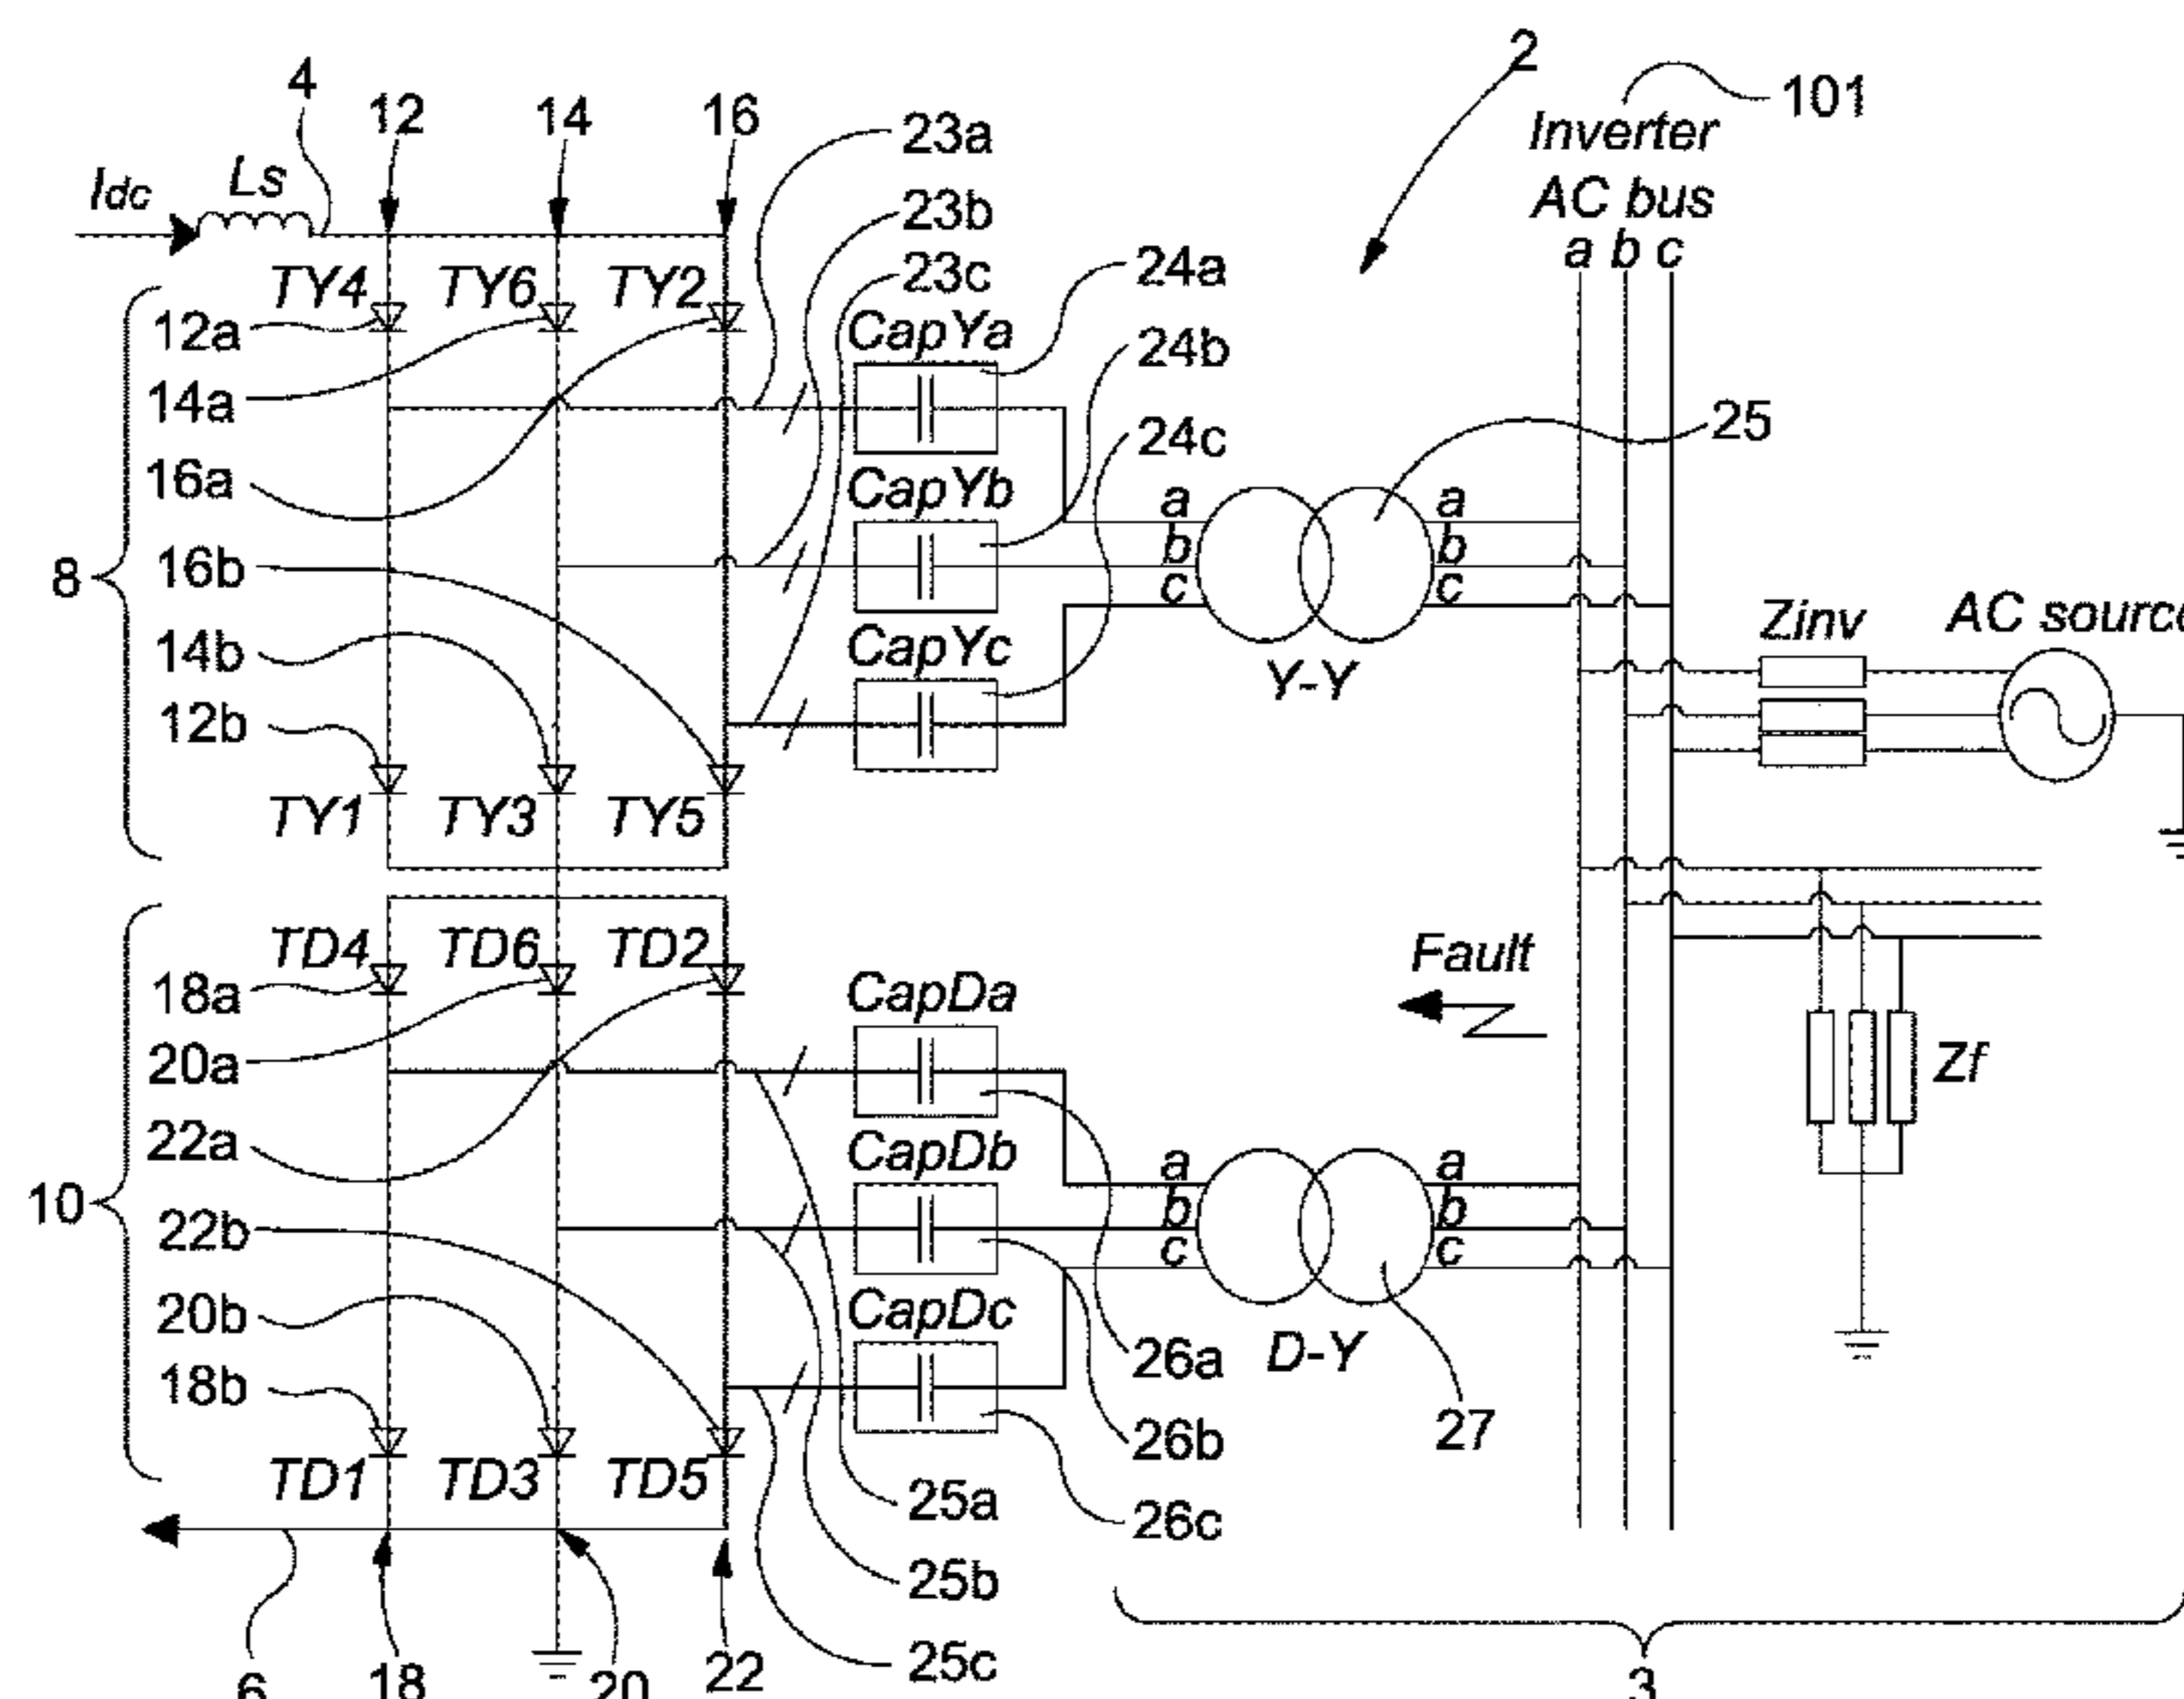 2
4
12
14
16
23a
101
Inverter
AC bus
a b c
Idc
Ls
23b
23c
24a
TY4
TY6
TY2
12a
CapYa
24b
14a
25
24c
16a
CapYb
a
b
c
a
b
c
16b
8
Y-Y
Zinv
AC source
14b
CapYc
12b
TY1
TY3
TY5
TD4
TD6
TD2
Fault
18a
CapDa
20a
Zf
22a
CapDb
a
b
c
a
b
c
10
22b
20b
CapDc
26a
D-Y
18b
26b
27
TD1
TD3
TD5
25a
26c
25b
25c
6
18
20
22
3